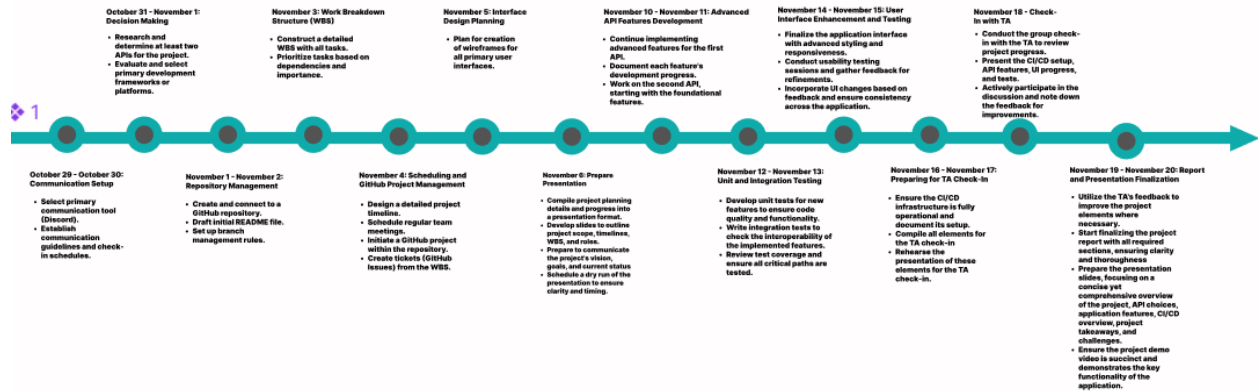 October 31 - November 1:
Decision Making
• Research and
determine at least two
APIs for the project.
• Evaluate and select
primary development
frameworks or
platforms.
November 3: Work Breakdown
Structure (WBS)
• Construct a detailed
WBS with all tasks.
• Prioritize tasks based on
dependencies and
importance.
November 5: Interface
Design Planning
• Plan for creation
of wireframes for
all primary user
interfaces.
November 10 - November 11: Advanced
API Features Development
• Continue implementing
advanced features for the first
API.
• Document each feature's
development progress.
• Work on the second API,
starting with the foundational
features.
November 14 - November 15: User
Interface Enhancement and Testing
• Finalize the application interface
with advanced styling and
responsiveness.
• Conduct usability testing
sessions and gather feedback for
refinements.
• Incorporate UI changes based on
feedback and ensure consistency
across the application.
November 18 - Check-
In with TA
• Conduct the group check-
in with the TA to review
project progress.
• Present the CI/CD setup,
API features, UI progress,
and tests.
• Actively participate in the
discussion and note down
the feedback for
improvements.
1
October 29 - October 30:
Communication Setup
• Select primary
communication tool
(Discord).
• Establish
communication
guidelines and check-
in schedules.
November 1 - November 2:
Repository Management
• Create and connect to a
GitHub repository.
• Draft initial README file.
• Set up branch
management rules.
November 4: Scheduling and
GitHub Project Management
• Design a detailed project
timeline.
• Schedule regular team
meetings.
• Initiate a GitHub project
within the repository.
• Create tickets (GitHub
Issues) from the WBS.
November 6: Prepare
Presentation
• Compile project planning
details and progress into
a presentation format.
• Develop slides to outline
project scope, timelines,
WBS, and roles.
• Prepare to communicate
the project's vision,
goals, and current status
• Schedule a dry run of the
presentation to ensure
clarity and timing.
November 12 - November 13:
Unit and Integration Testing
• Develop unit tests for new
features to ensure code
quality and functionality.
• Write integration tests to
check the interoperability of
the implemented features.
• Review test coverage and
ensure all critical paths are
tested.
November 16 - November 17:
Preparing for TA Check-In
• Ensure the CI/CD
infrastructure is fully
operational and
document its setup.
• Compile all elements for
the TA check-in
• Rehearse the
presentation of these
elements for the TA
check-in.
November 19 - November 20: Report
and Presentation Finalization
• Utilize the TA's feedback to
improve the project
elements where
necessary.
• Start finalizing the project
report with all required
sections, ensuring clarity
and thoroughness
• Prepare the presentation
slides, focusing on a
concise yet
comprehensive overview
of the project, API choices,
application features, CI/CD
overview, project
takeaways, and
challenges.
• Ensure the project demo
video is succinct and
demonstrates the key
functionality of the
application.